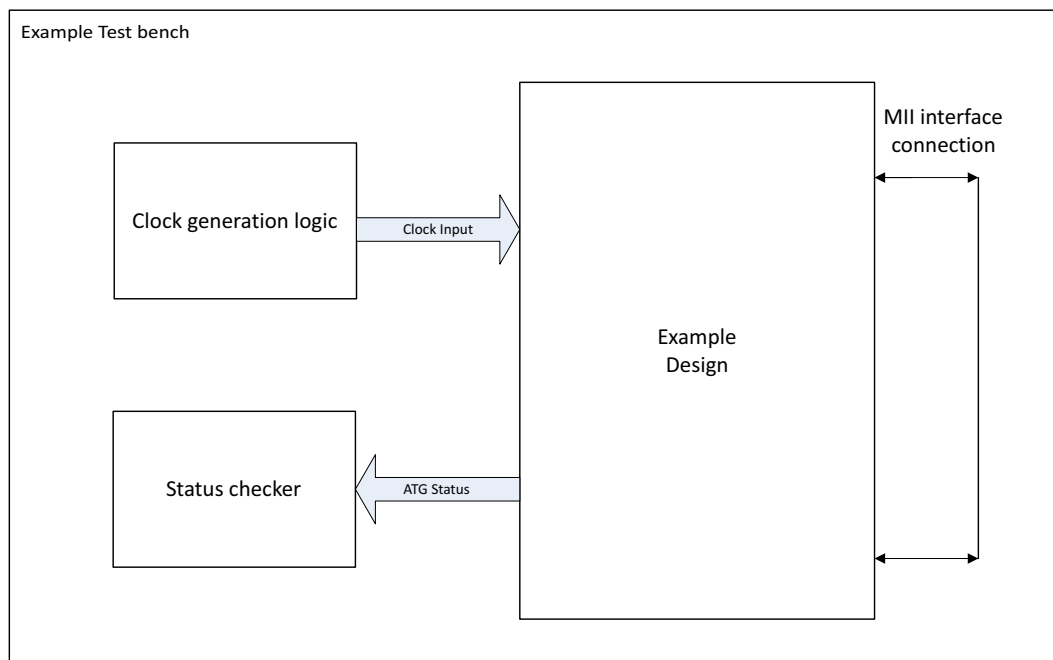 Example Test bench
MII interface
connection
Clock generation logic
Clock Input
Example
Design
Status checker
ATG Status